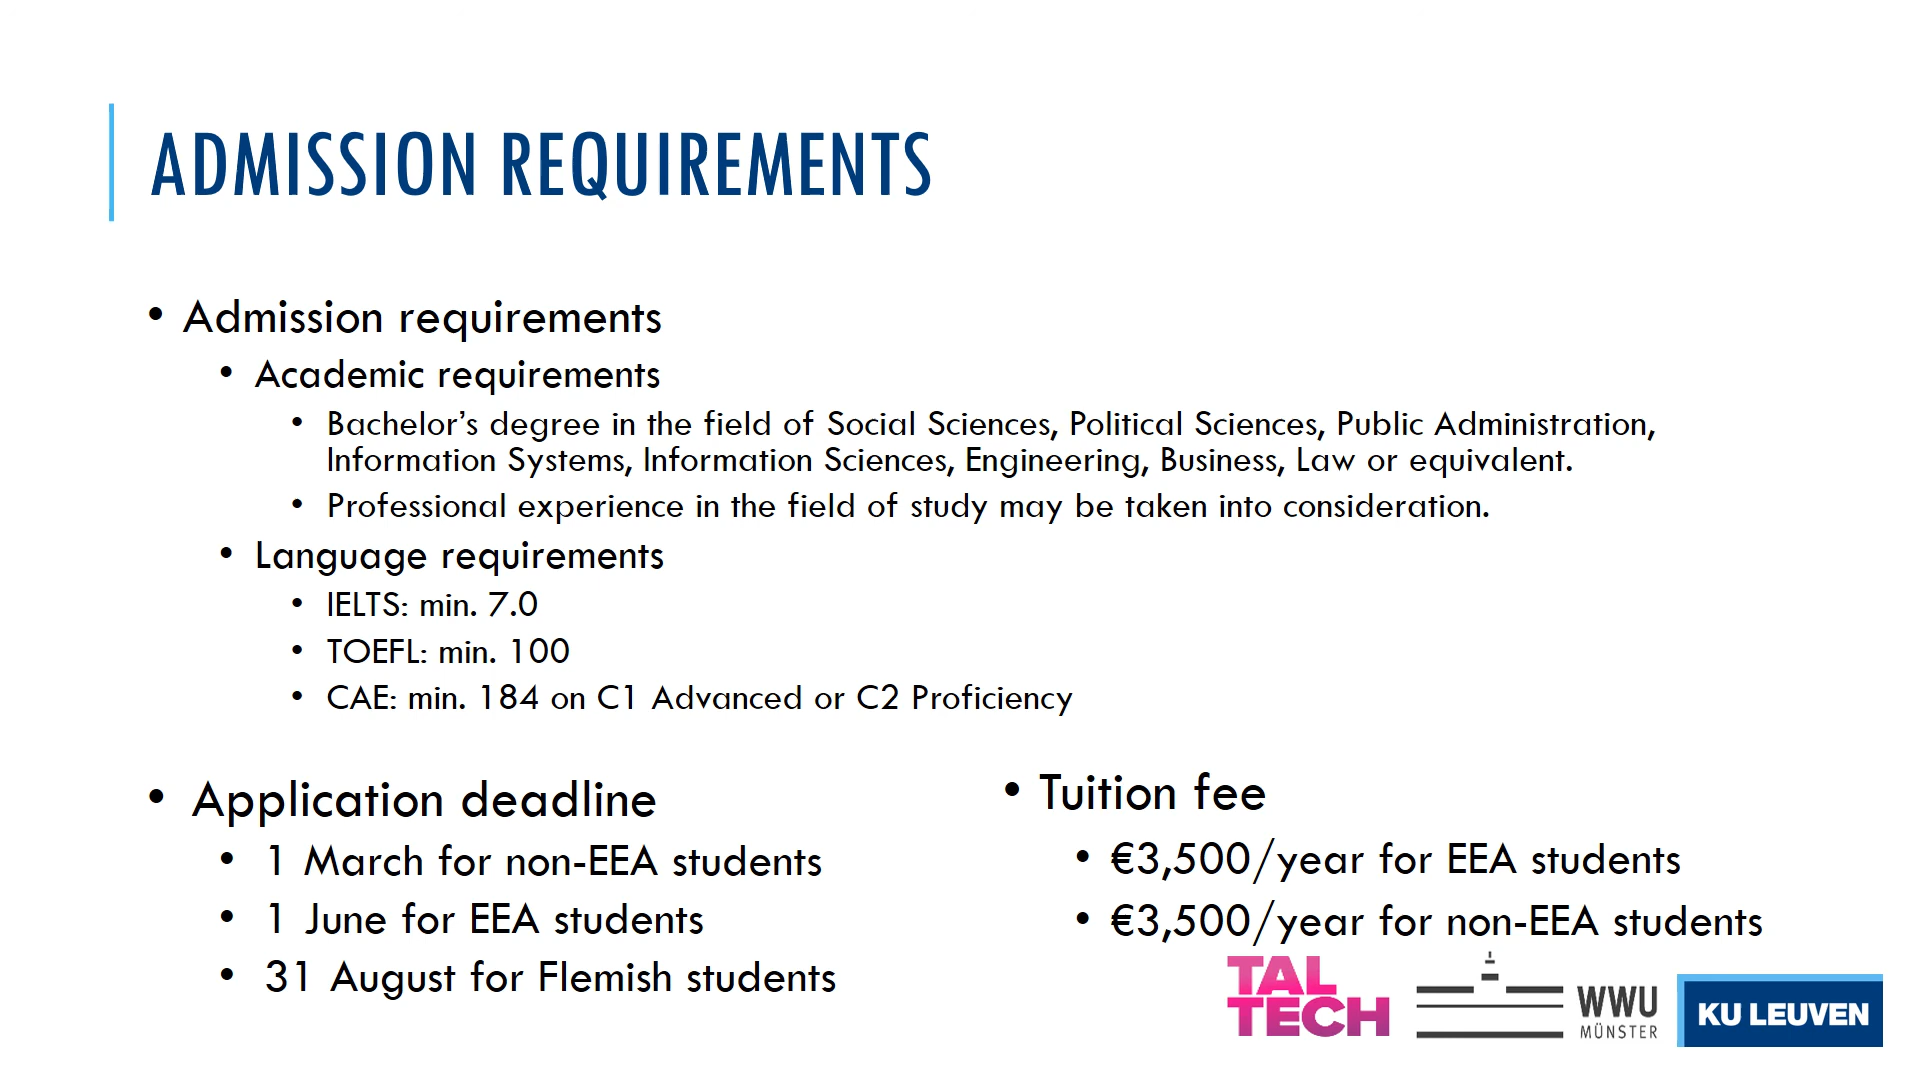 ADMISSION REQUIREMENTS
• Admission requirements
• Academic requirements
• Bachelor’s degree in the field of Social Sciences, Political Sciences, Public Administration,
Information Systems, Information Sciences, Engineering, Business, Law or equivalent.
• Professional experience in the field of study may be taken into consideration.
• Language requirements
• IELTS: min. 7.0
• TOEFL: min. 100
• CAE: min. 184 on C1 Advanced or C2 Proficiency
• Application deadline
• 1 March for non-EEA students
• 1 June for EEA students
• 31 August for Flemish students
• Tuition fee
• €3,500/year for EEA students
• €3,500/year for non-EEA students
TAL
TECH
WWU
MÜNSTER
KU LEUVEN